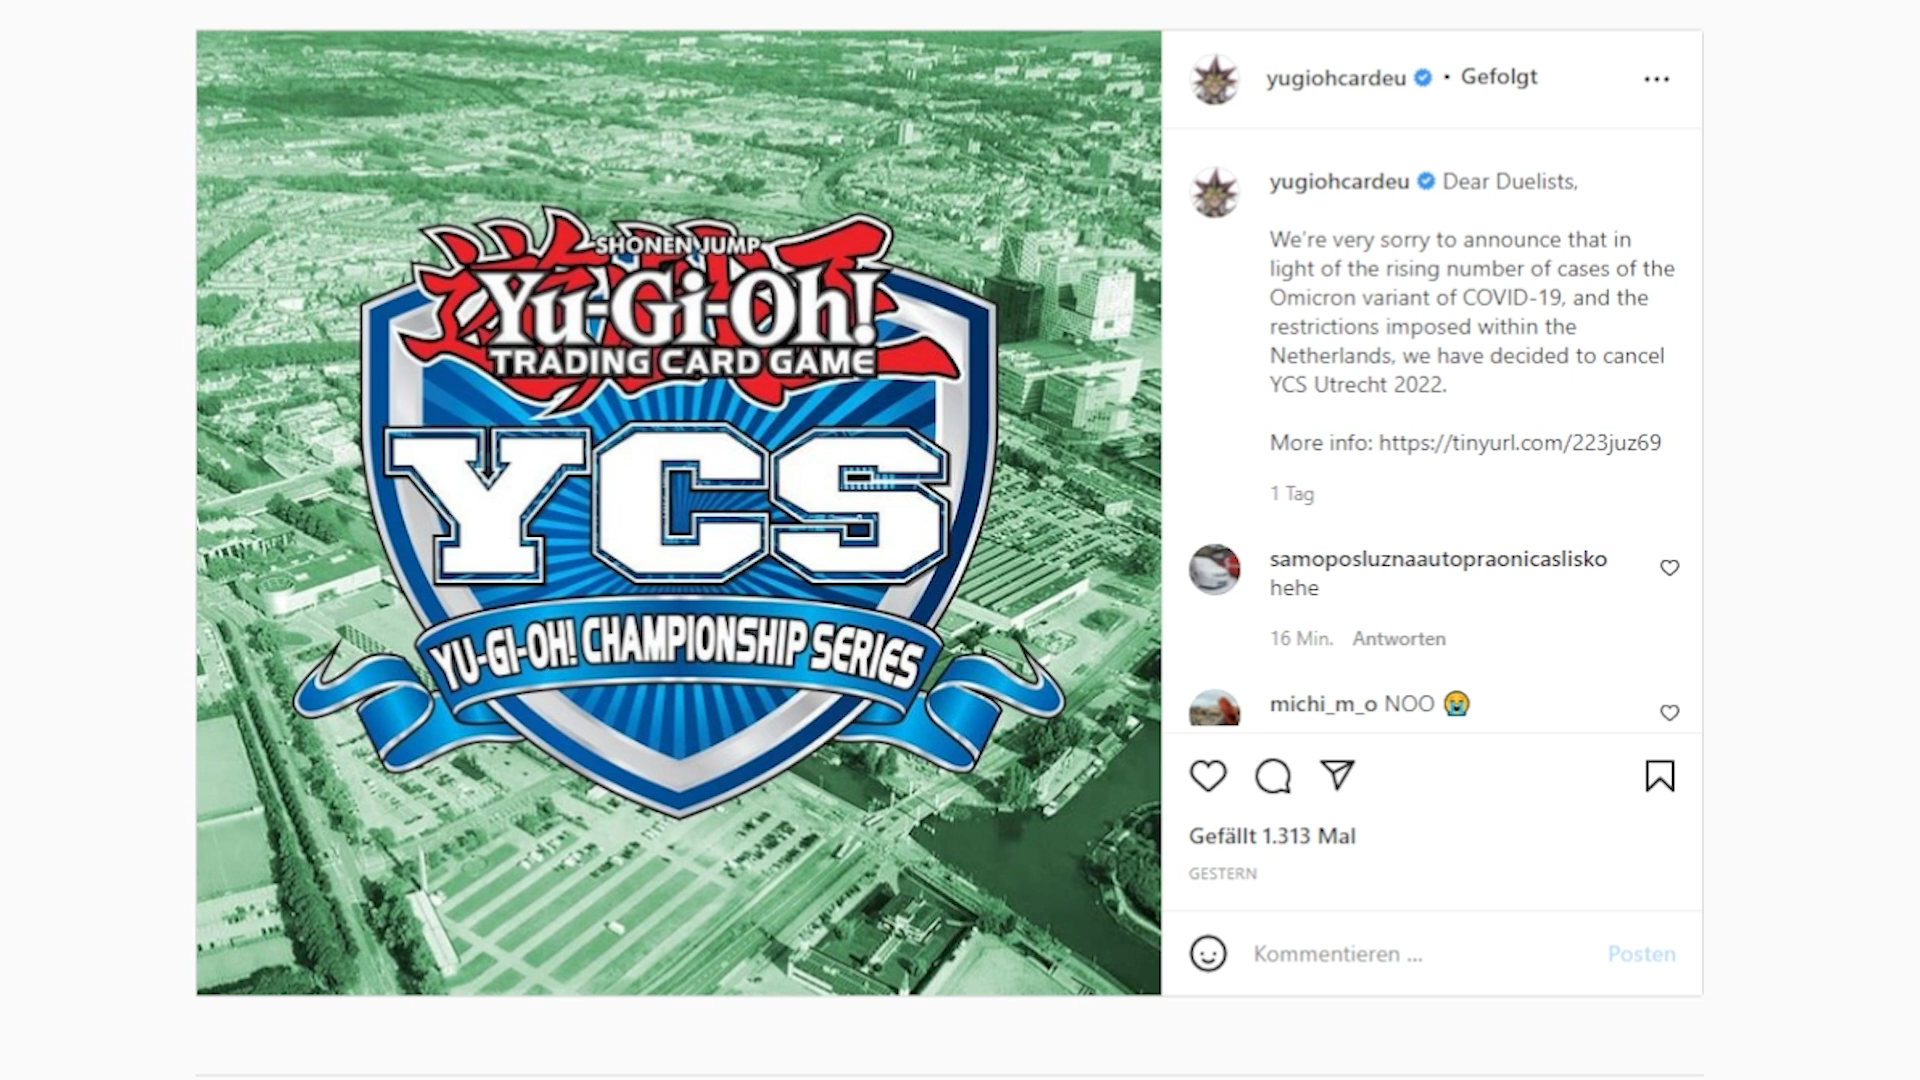 SHONEN JUMP
Yu-Gi-Oh!
TRADING CARD GAME
YCS
YU-GI-OH! CHAMPIONSHIP SERIES
yugiohcardeu • Gefolgt
yugiohcardeu Dear Duelists,
We're very sorry to announce that in
light of the rising number of cases of the
Omicron variant of COVID-19, and the
restrictions imposed within the
Netherlands, we have decided to cancel
YCS Utrecht 2022.
More info: https://tinyurl.com/223juz69
1 Tag
samoposluznaautopraonicaslisko
hehe
16 Min. Antworten
michi_m_o NOO 😭
Gefällt 1.313 Mal
GESTERN
Kommentieren ... Posten